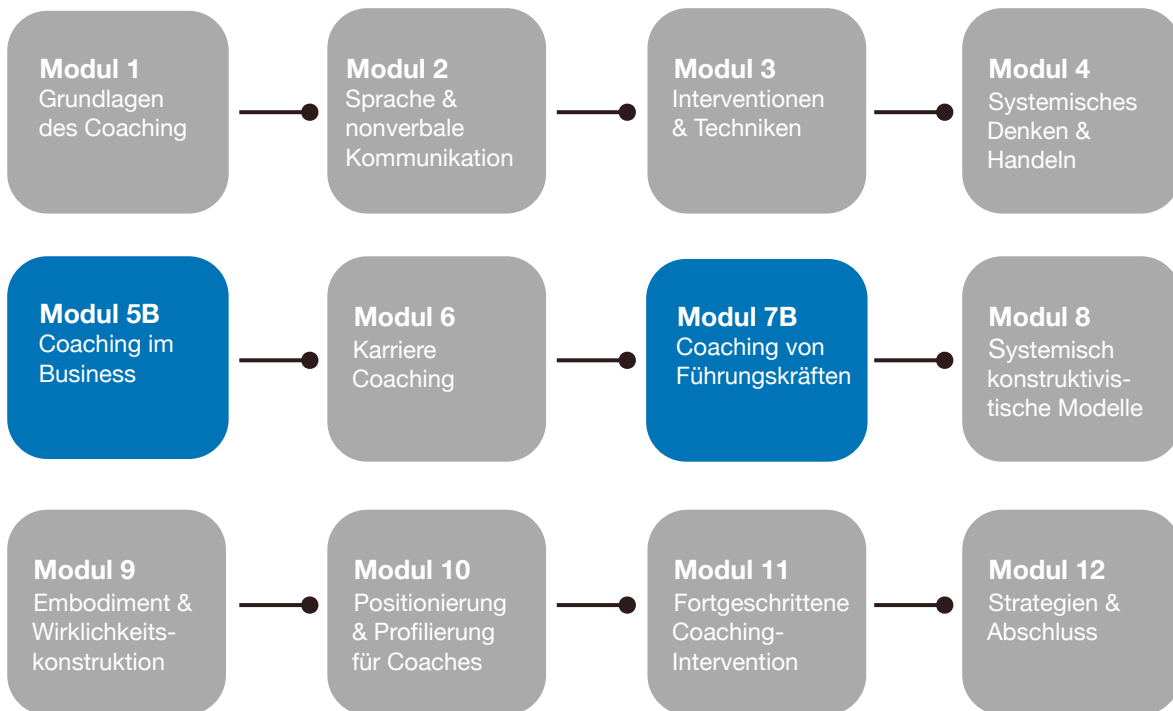 Modul 1
Grundlagen
des Coaching
Modul 2
Sprache &
nonverbale
Kommunikation
Modul 3
Interventionen
& Techniken
Modul 4
Systemisches
Denken &
Handeln
Modul 5B
Coaching im
Business
Modul 6
Karriere
Coaching
Modul 7B
Coaching von
Führungskräften
Modul 8
Systemisch
konstruktivis-
tische Modelle
Modul 9
Embodiment &
Wirklichkeits-
konstruktion
Modul 10
Positionierung
& Profilierung
für Coaches
Modul 11
Fortgeschrittene
Coaching-
Intervention
Modul 12
Strategien &
Abschluss